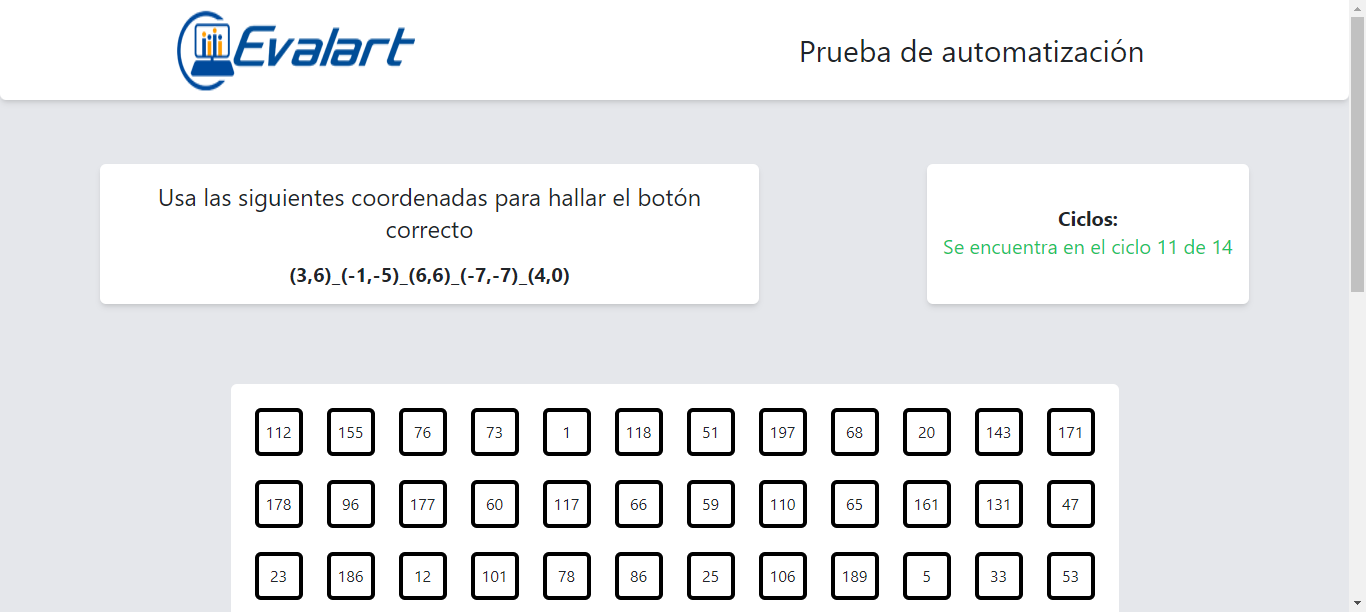 Evalart
Prueba de automatización
Usa las siguientes coordenadas para hallar el botón
correcto
(3,6)_(-1,-5)_(6,6)_(-7,-7)_(4,0)
Ciclos:
Se encuentra en el ciclo 11 de 14
112 155 76 73 1 118 51 197 68 20 143 171
178 96 177 60 117 66 59 110 65 161 131 47
23 186 12 101 78 86 25 106 189 5 33 53